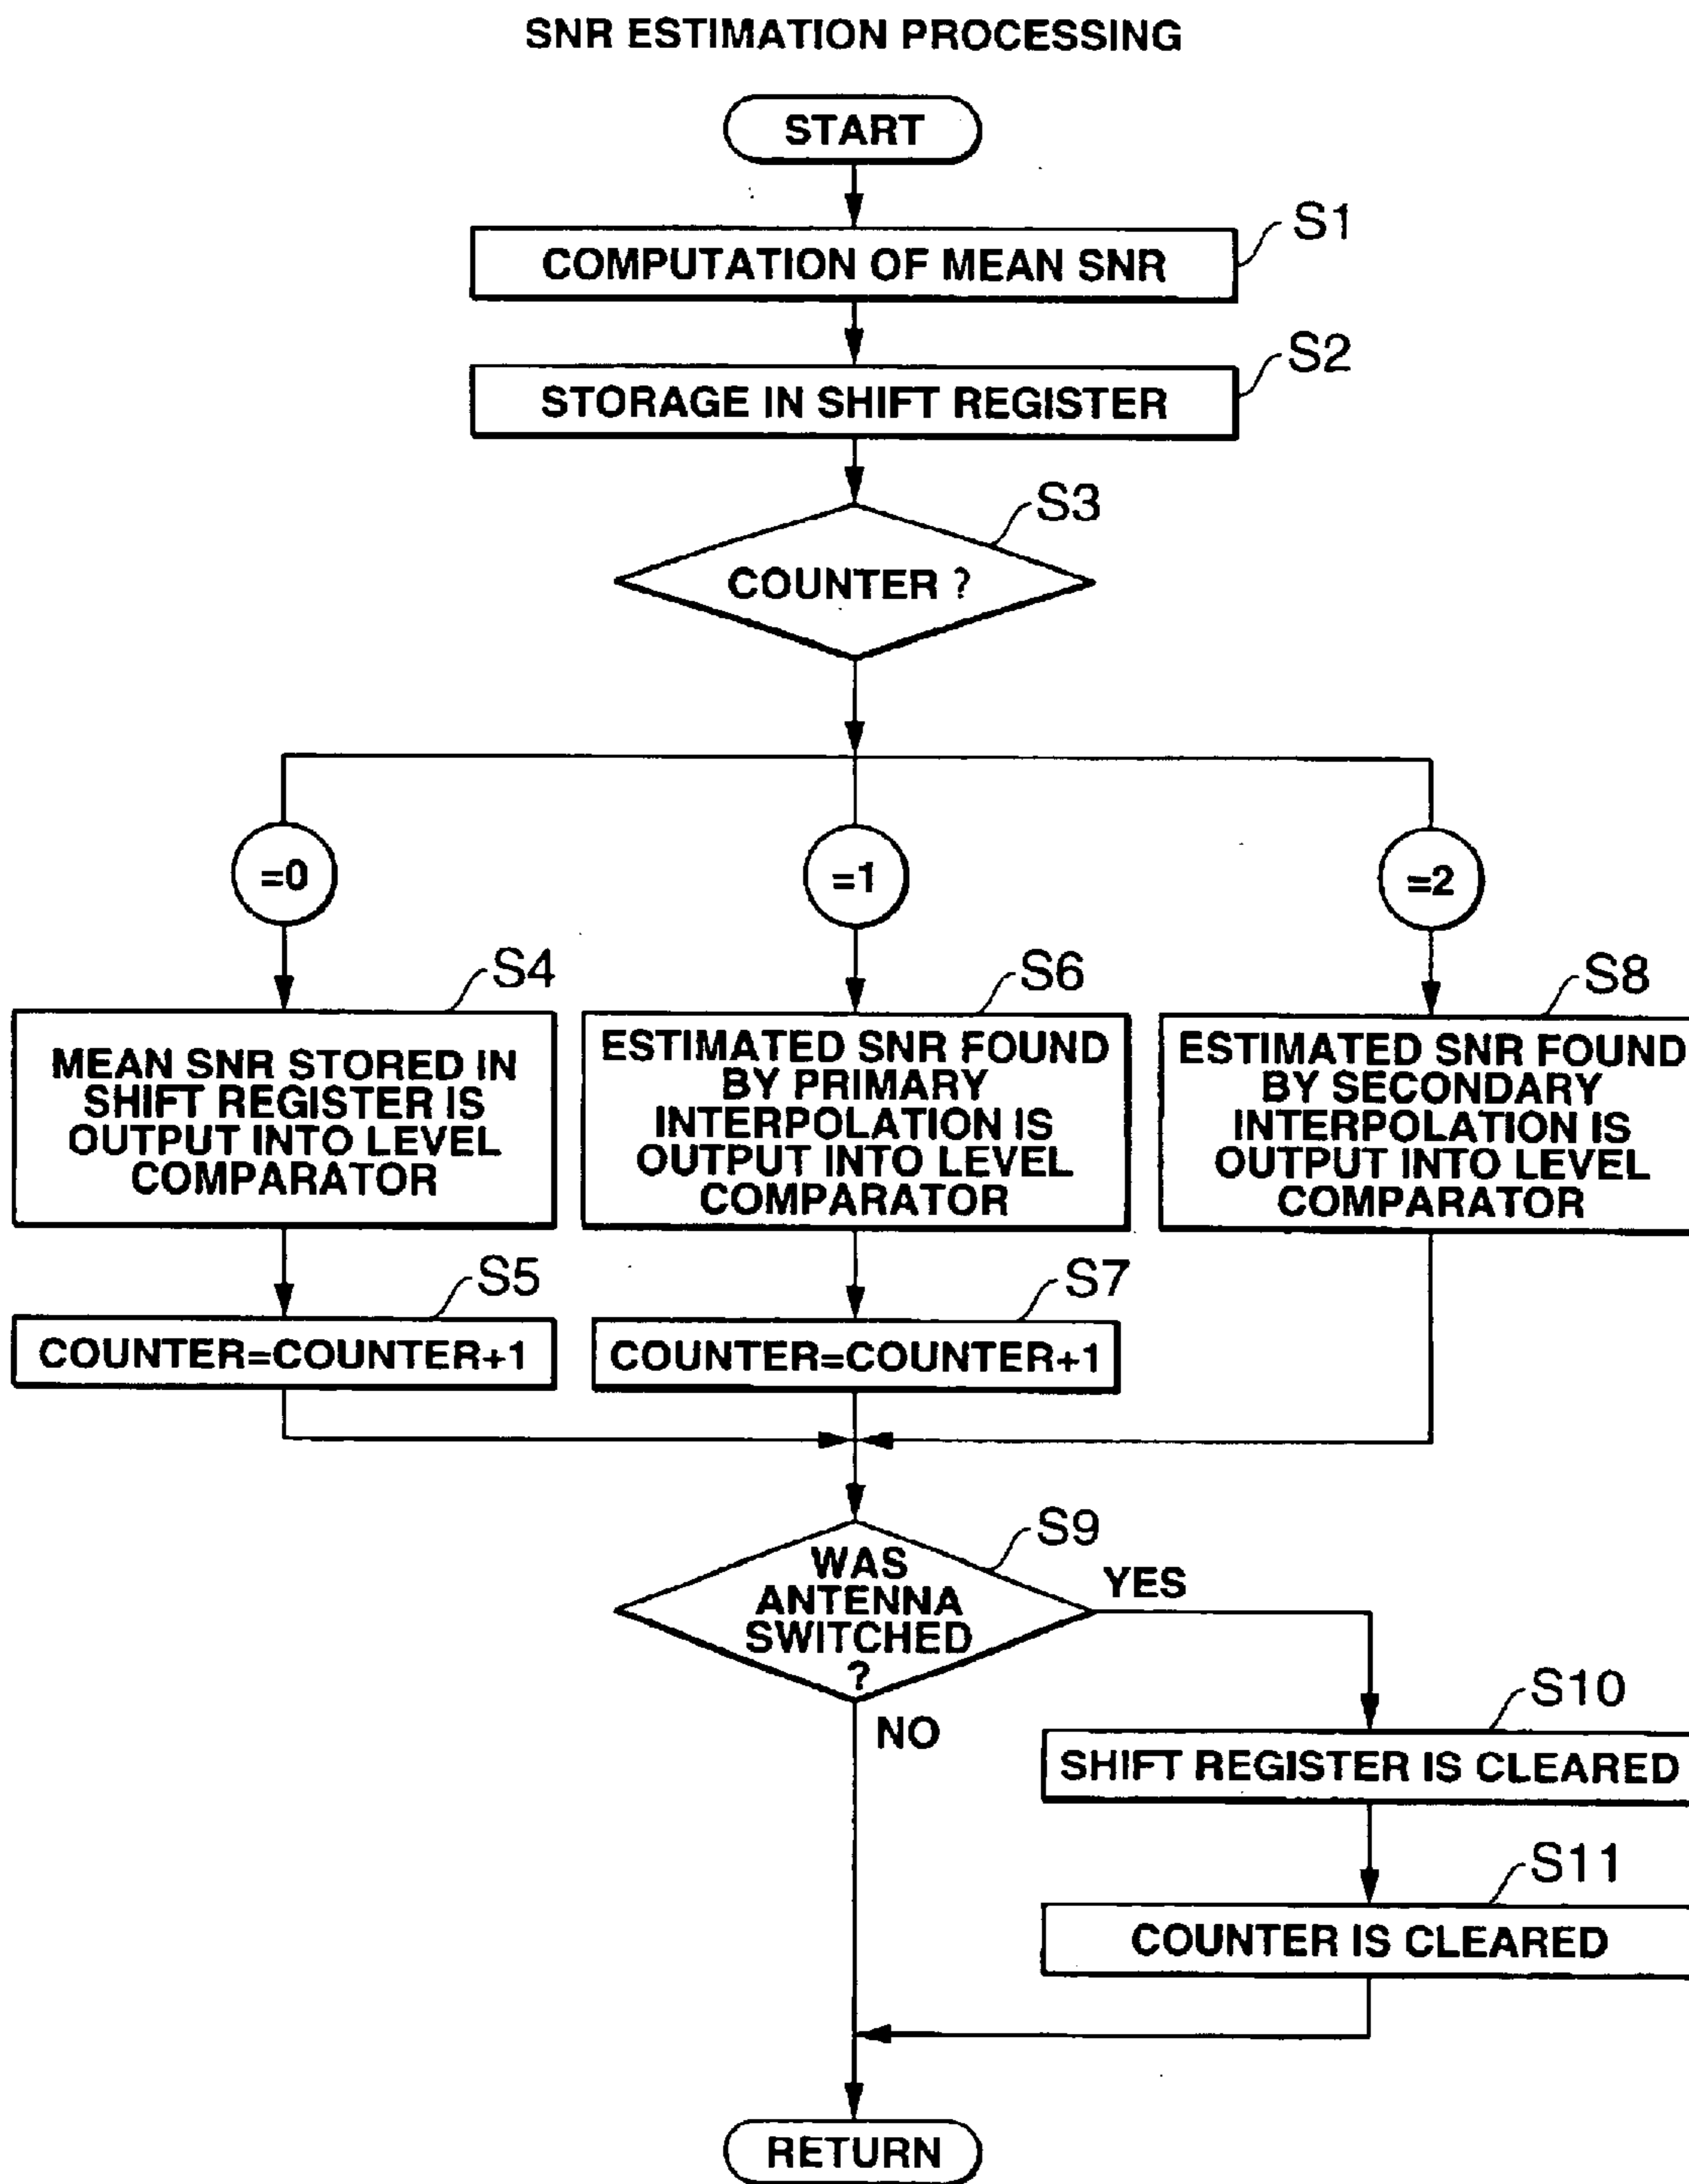 SNR ESTIMATION PROCESSING
START
S1
COMPUTATION OF MEAN SNR
S2
STORAGE IN SHIFT REGISTER
S3
COUNTER ?
=0
=1
=2
S4
MEAN SNR STORED IN
SHIFT REGISTER IS
OUTPUT INTO LEVEL
COMPARATOR
S6
ESTIMATED SNR FOUND
BY PRIMARY
INTERPOLATION IS
OUTPUT INTO LEVEL
COMPARATOR
S8
ESTIMATED SNR FOUND
BY SECONDARY
INTERPOLATION IS
OUTPUT INTO LEVEL
COMPARATOR
S5
COUNTER=COUNTER+1
S7
COUNTER=COUNTER+1
S9
WAS
ANTENNA
SWITCHED
?
YES
NO
S10
SHIFT REGISTER IS CLEARED
S11
COUNTER IS CLEARED
RETURN